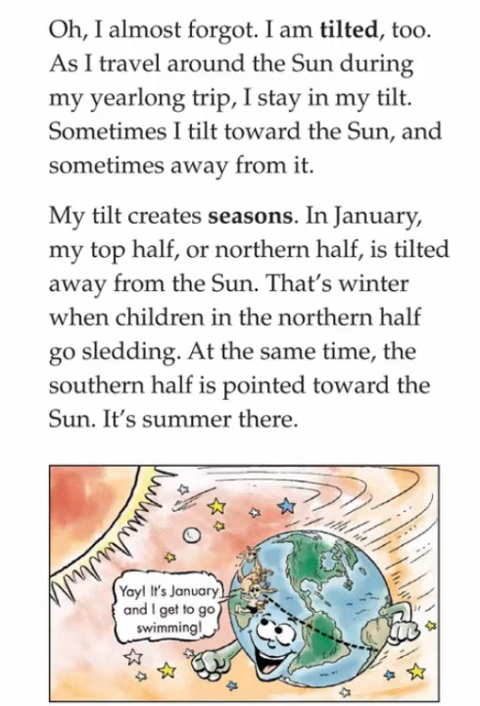 Oh, I almost forgot. I am tilted, too.
As I travel around the Sun during
my yearlong trip, I stay in my tilt.
Sometimes I tilt toward the Sun, and
sometimes away from it.
My tilt creates seasons. In January,
my top half, or northern half, is tilted
away from the Sun. That's winter
when children in the northern half
go sledding. At the same time, the
southern half is pointed toward the
Sun. It's summer there.
Yay! It's January
and I get to go
swimming!